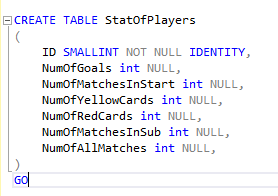 CREATE TABLE StatOfPlayers
(
ID SMALLINT NOT NULL IDENTITY,
NumOfGoals int NULL,
NumOfMatchesInStart int NULL,
NumOfYellowCards int NULL,
NumOfRedCards int NULL,
NumOfMatchesInSub int NULL,
NumOfAllMatches int NULL,
)
GO